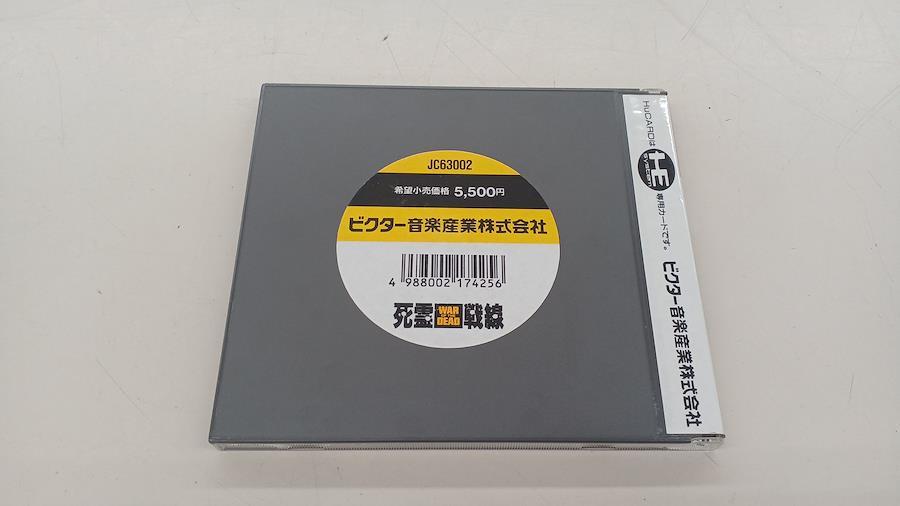 JC63002
希望小売価格 5,500円
ビクター音楽産業株式会社
4 988002 174256
死霊 WAR OF THE DEAD 戦線
HuCARDは HE SYSTEM 専用カードです。 ビクター音楽産業株式会社